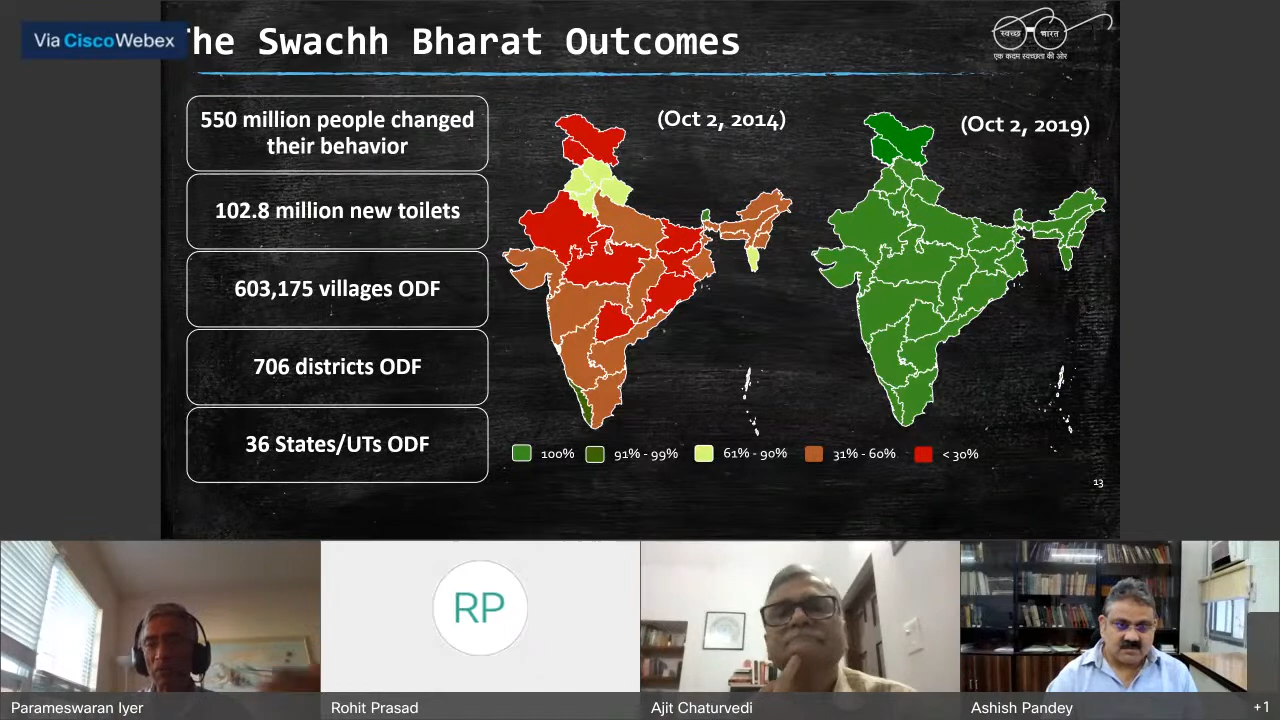 Via Cisco Webex
The Swachh Bharat Outcomes
स्वच्छ भारत
एक कदम स्वच्छता की ओर
550 million people changed
their behavior
102.8 million new toilets
603,175 villages ODF
706 districts ODF
36 States/UTs ODF
(Oct 2, 2014)
(Oct 2, 2019)
100%
91% - 99%
61% - 90%
31% - 60%
< 30%
13
RP
Parameswaran Iyer
Rohit Prasad
Ajit Chaturvedi
Ashish Pandey
+1